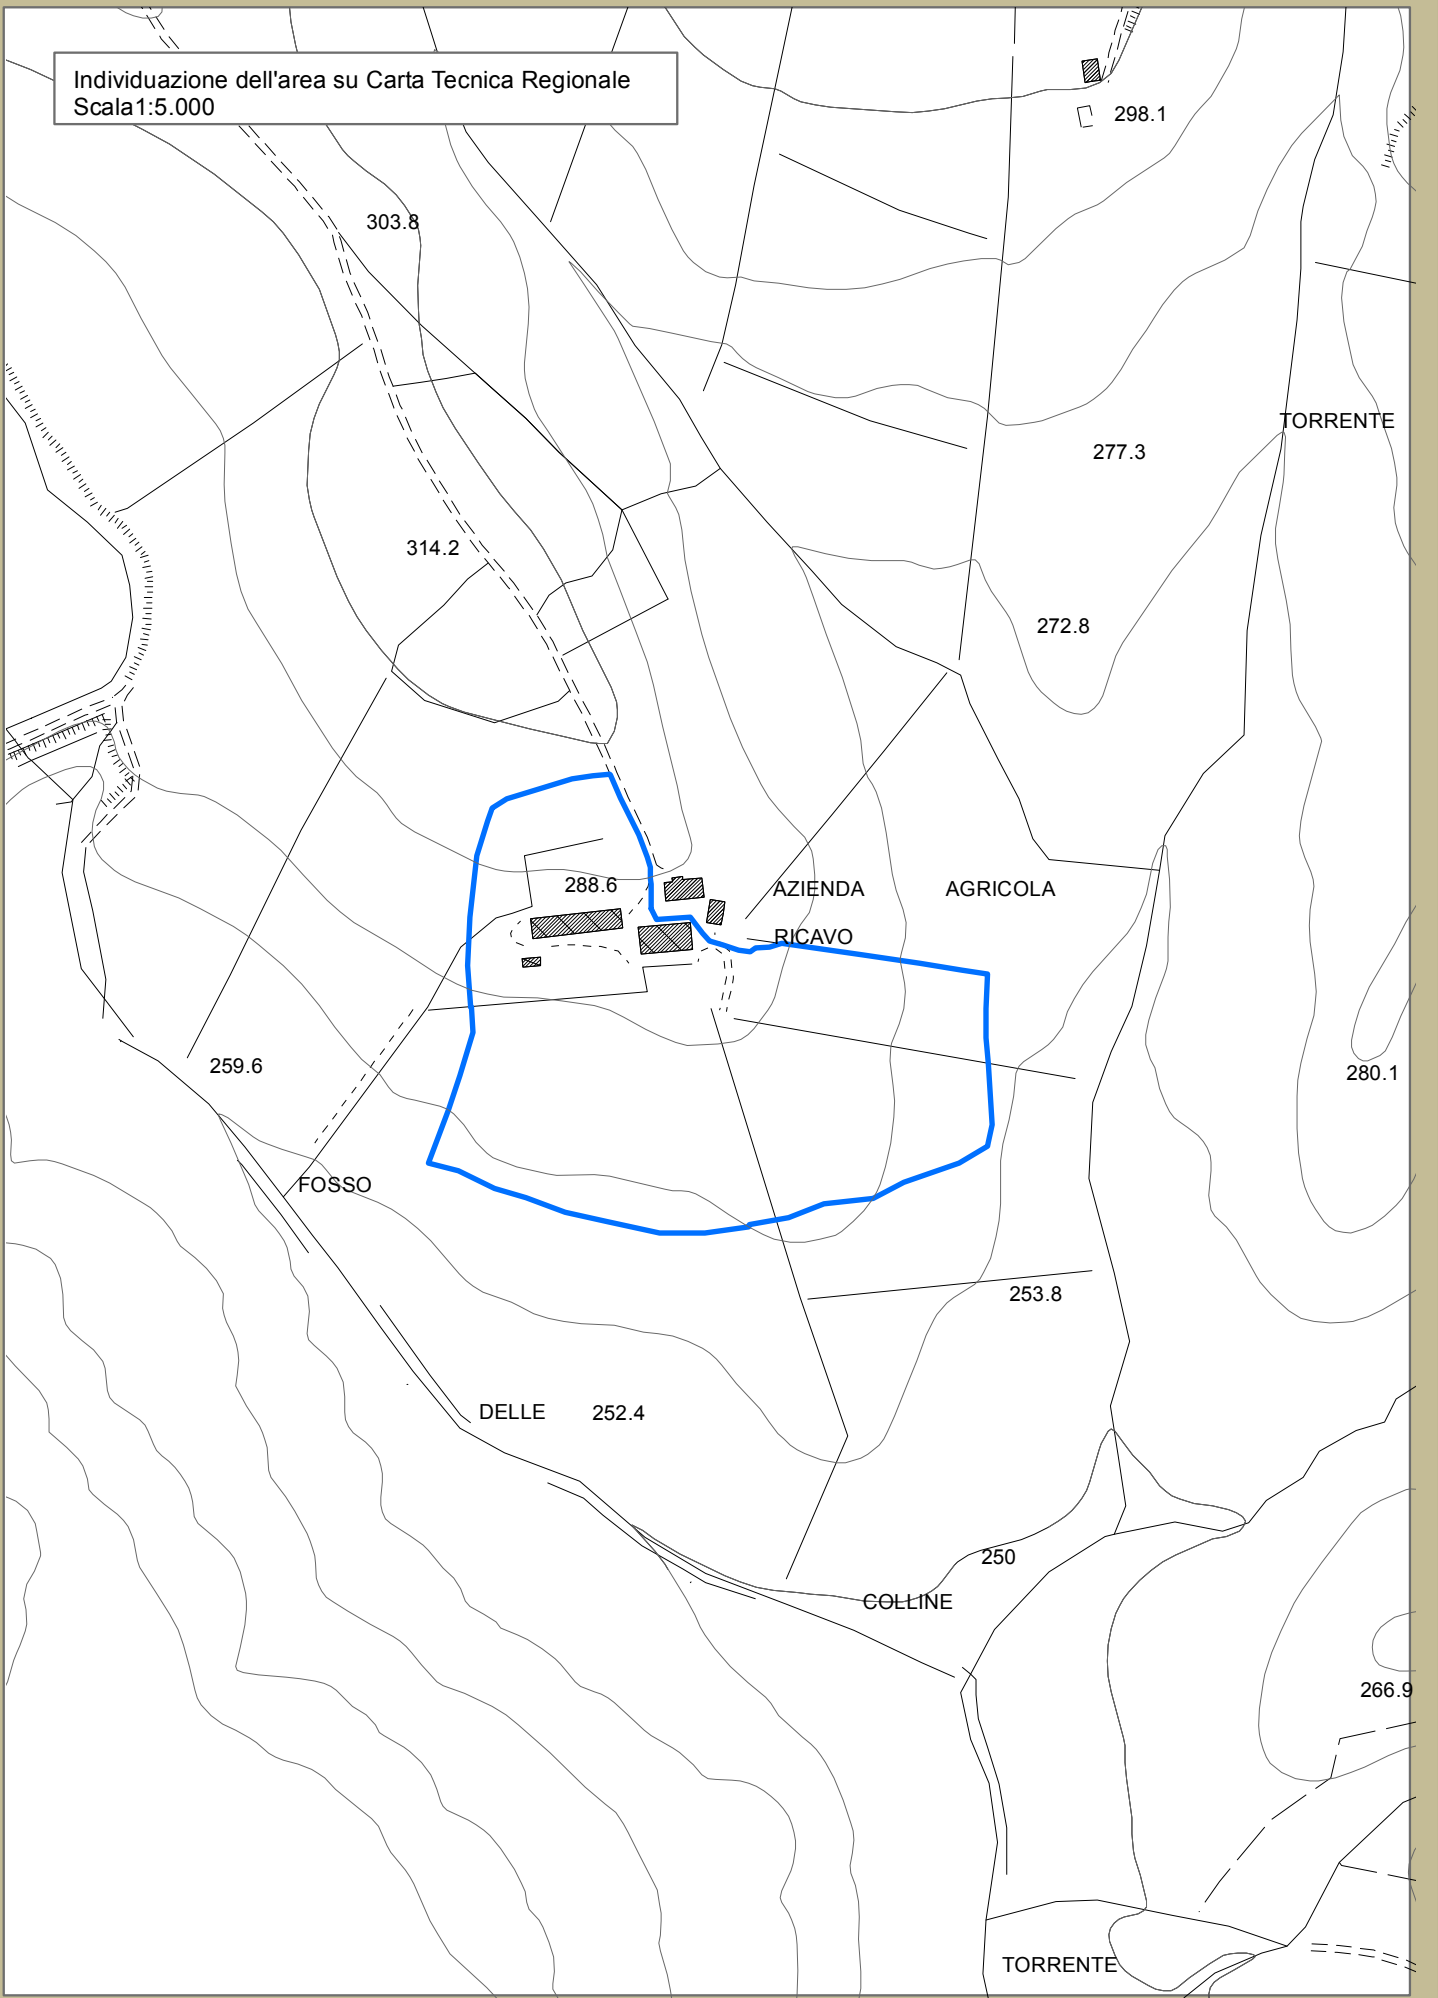 Individuazione dell'area su Carta Tecnica Regionale
Scala1:5.000
298.1
303.8
TORRENTE
277.3
314.2
272.8
288.6
AZIENDA AGRICOLA
RICAVO
259.6
280.1
FOSSO
253.8
DELLE
252.4
250
COLLINE
266.9
TORRENTE